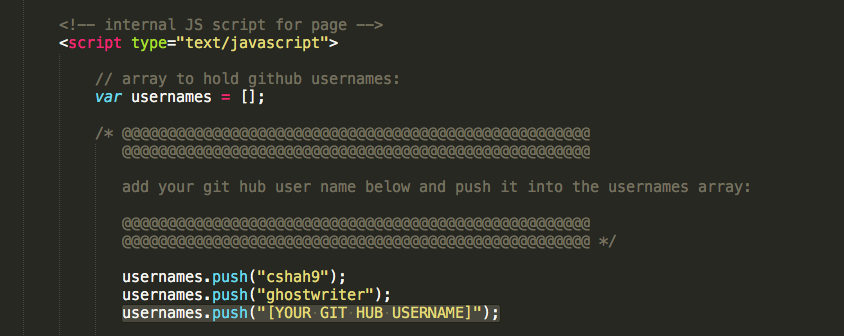 <!-- internal JS script for page -->
<script type="text/javascript">
// array to hold github usernames:
var usernames = [];
/* @@@@@@@@@@@@@@@@@@@@@@@@@@@@@@@@@@@@@@@@@@@@@@@@@@@@
@@@@@@@@@@@@@@@@@@@@@@@@@@@@@@@@@@@@@@@@@@@@@@@@@@@@
add your git hub user name below and push it into the usernames array:
@@@@@@@@@@@@@@@@@@@@@@@@@@@@@@@@@@@@@@@@@@@@@@@@@@@@
@@@@@@@@@@@@@@@@@@@@@@@@@@@@@@@@@@@@@@@@@@@@@@@@@@@@ */
usernames.push("cshah9");
usernames.push("ghostwriter");
usernames.push("[YOUR GIT HUB USERNAME]");